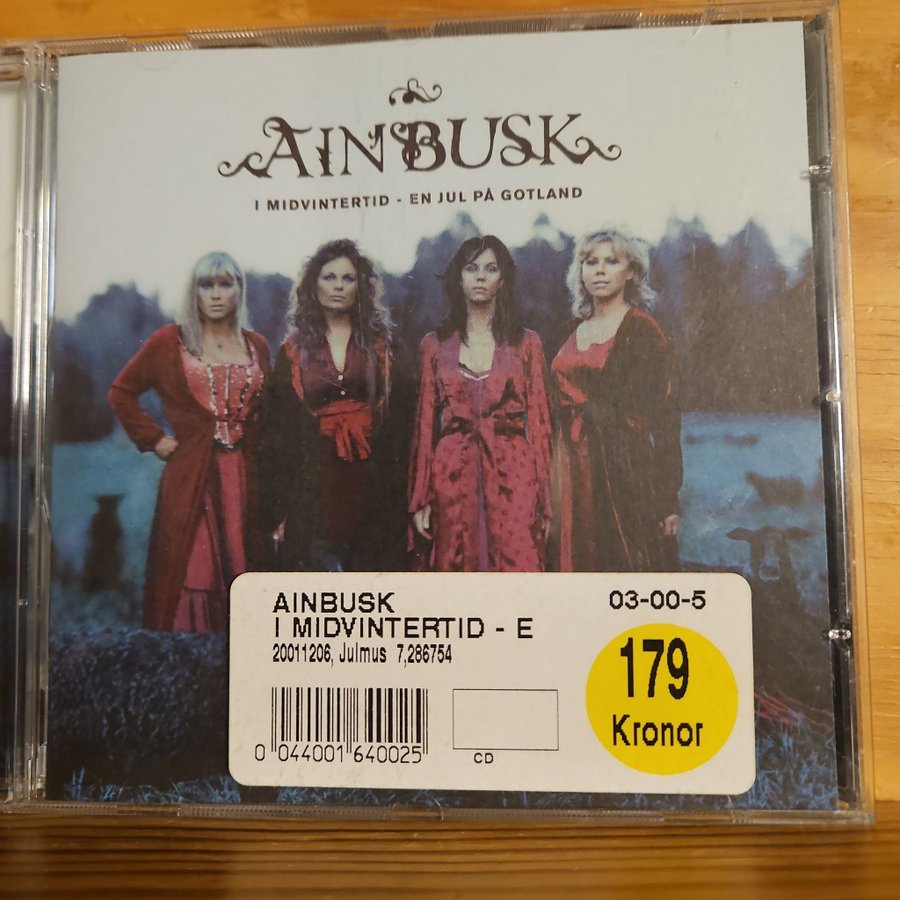 AINBUSK
I MIDVINTERTID - EN JUL PÅ GOTLAND
AINBUSK
03-00-5
I MIDVINTERTID - E
20011206, Julmus 7,286754
179
Kronor
0 044001 640025
CD